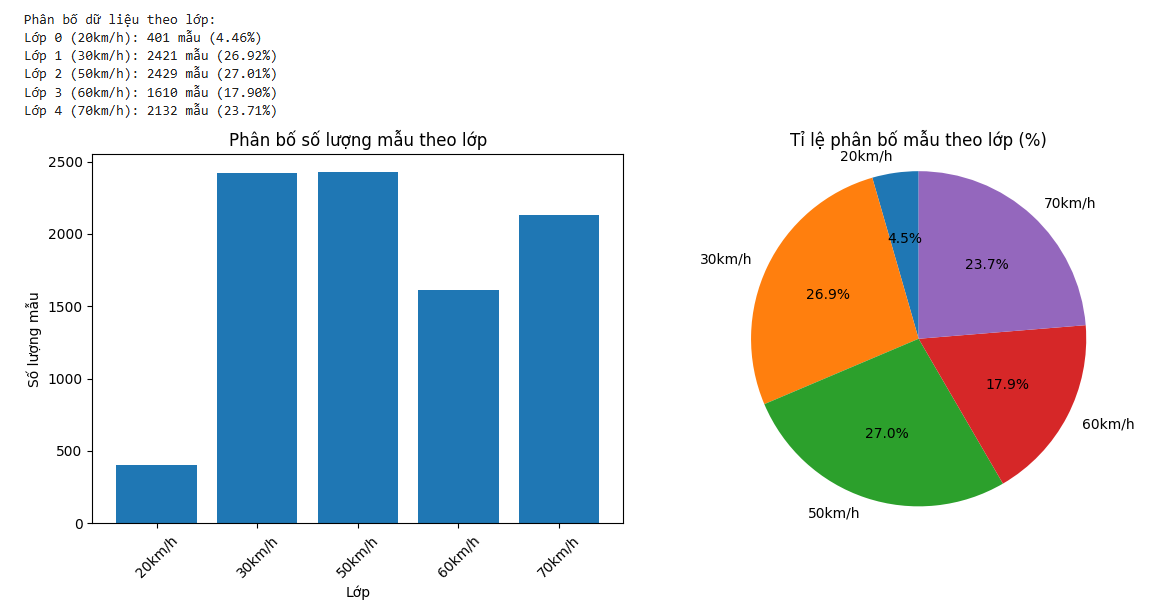 Phân bố dữ liệu theo lớp:
Lớp 0 (20km/h): 401 mẫu (4.46%)
Lớp 1 (30km/h): 2421 mẫu (26.92%)
Lớp 2 (50km/h): 2429 mẫu (27.01%)
Lớp 3 (60km/h): 1610 mẫu (17.90%)
Lớp 4 (70km/h): 2132 mẫu (23.71%)
Phân bố số lượng mẫu theo lớp
2500
2000
1500
1000
500
0
Số lượng mẫu
20km/h
30km/h
50km/h
60km/h
70km/h
Lớp
Tỉ lệ phân bố mẫu theo lớp (%)
20km/h
70km/h
4.5%
30km/h
23.7%
26.9%
17.9%
60km/h
27.0%
50km/h